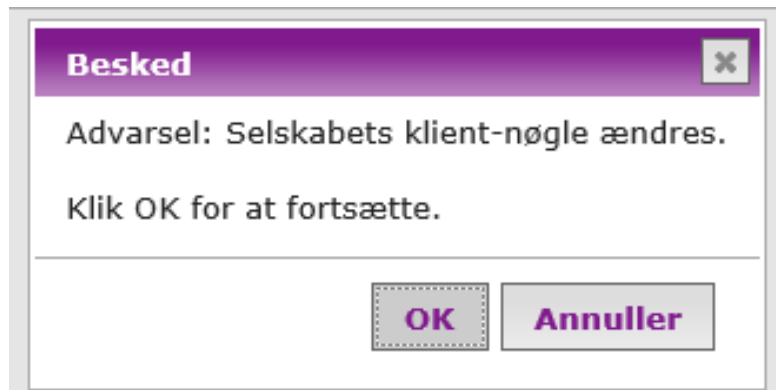 Besked
Advarsel: Selskabets klient-nøgle ændres.
Klik OK for at fortsætte.
OK
Annuller